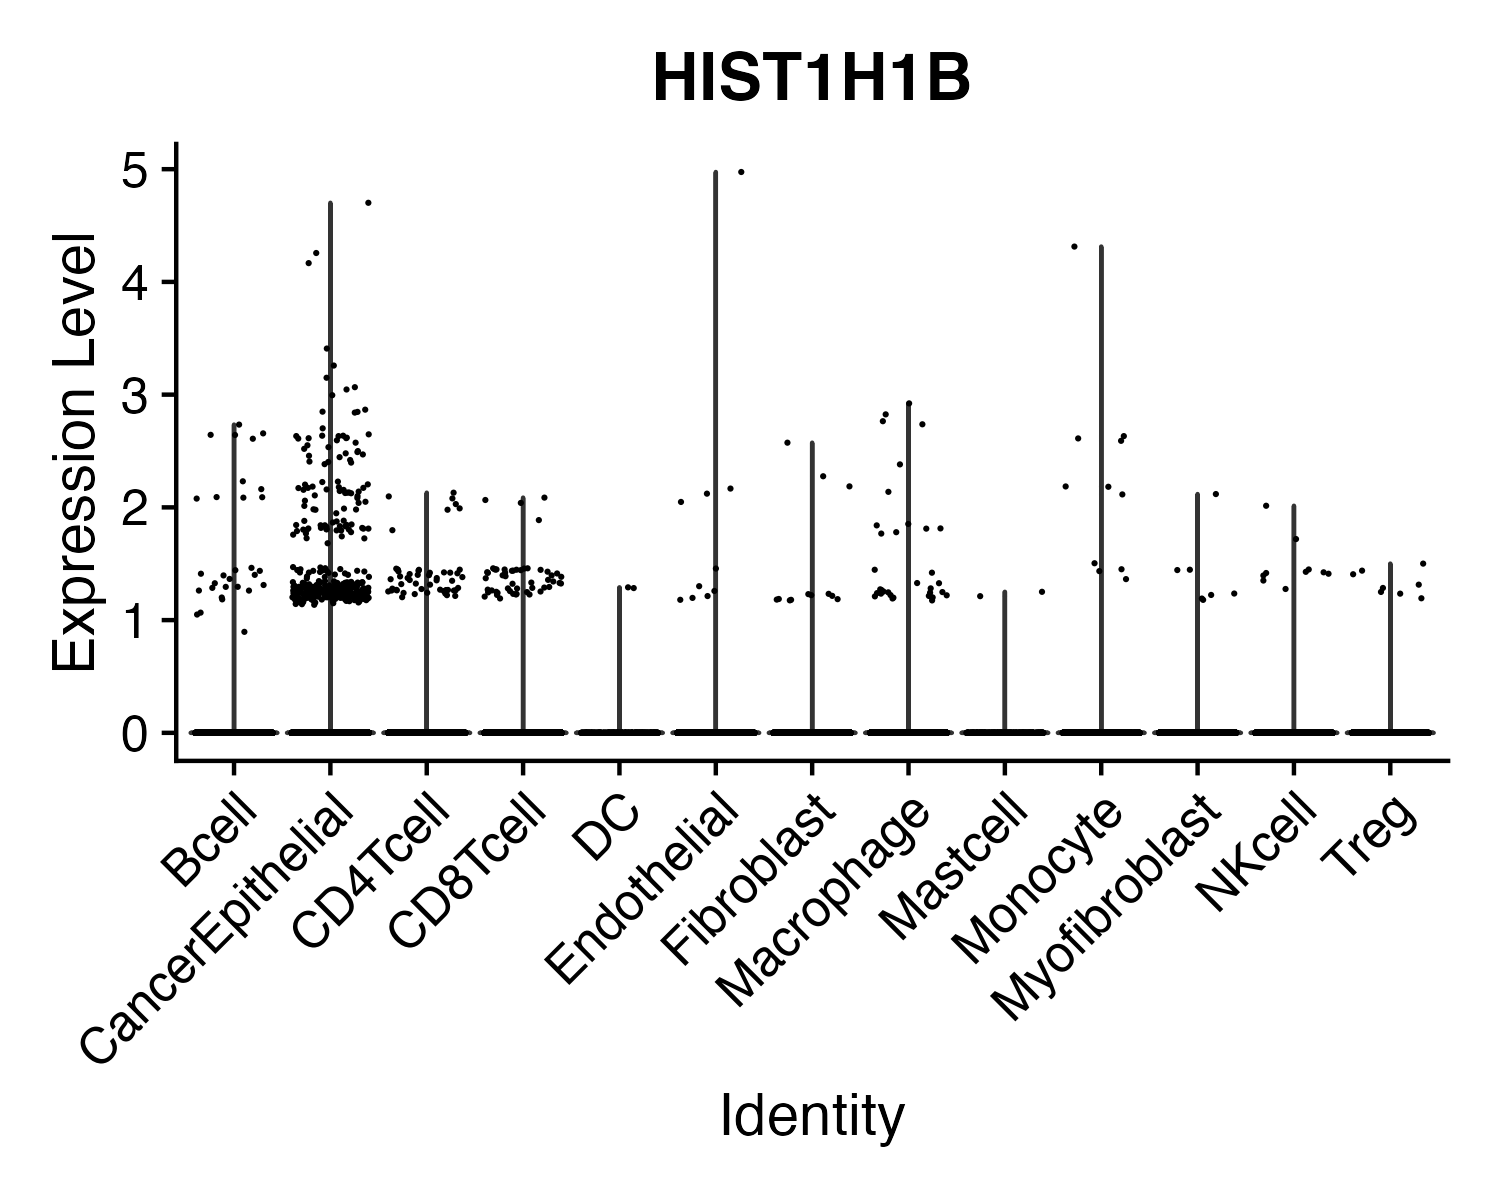 HIST1H1B
Expression Level
5
4
3
2
1
0
Bcell
CancerEpithelial
CD4Tcell
CD8Tcell
DC
Endothelial
Fibroblast
Macrophage
Mastcell
Monocyte
Myofibroblast
NKcell
Treg
Identity